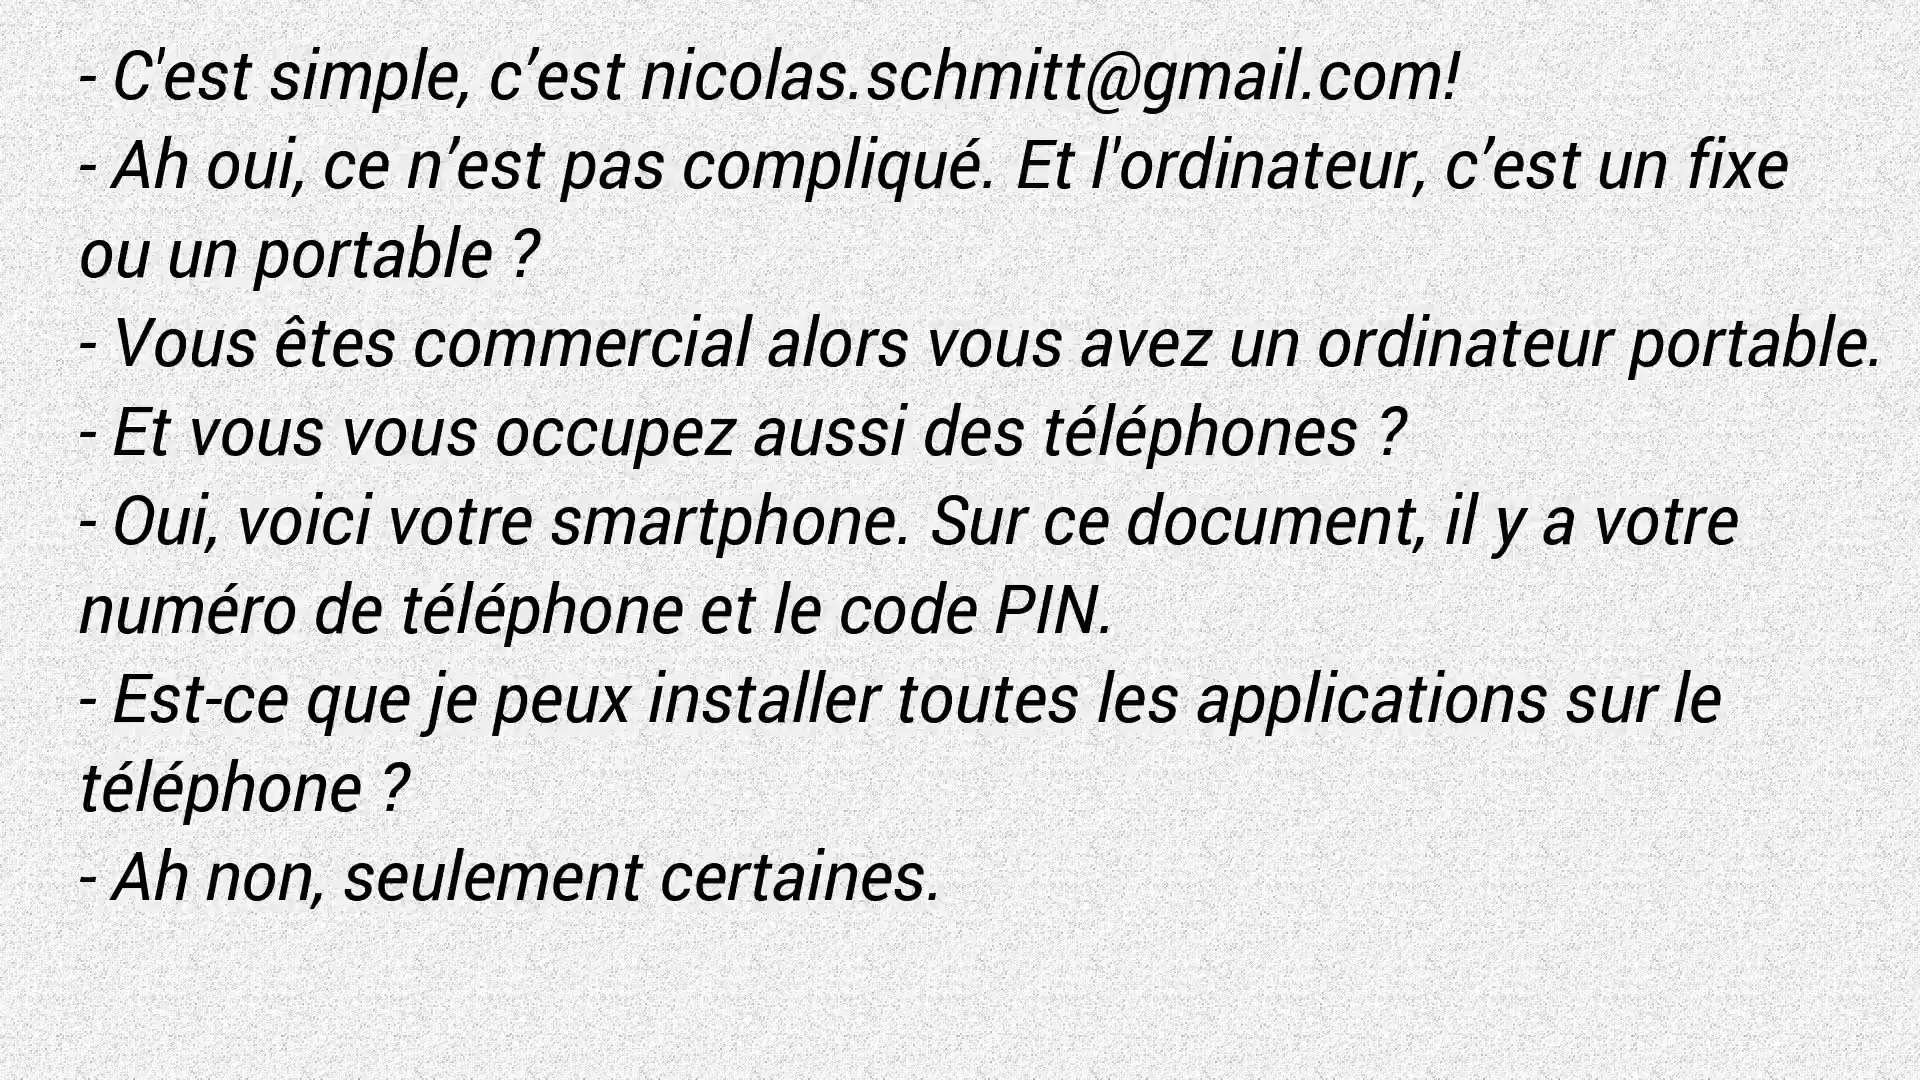 - C'est simple, c’est nicolas.schmitt@gmail.com!
- Ah oui, ce n’est pas compliqué. Et l'ordinateur, c’est un fixe
ou un portable ?
- Vous êtes commercial alors vous avez un ordinateur portable.
- Et vous vous occupez aussi des téléphones ?
- Oui, voici votre smartphone. Sur ce document, il y a votre
numéro de téléphone et le code PIN.
- Est-ce que je peux installer toutes les applications sur le
téléphone ?
- Ah non, seulement certaines.